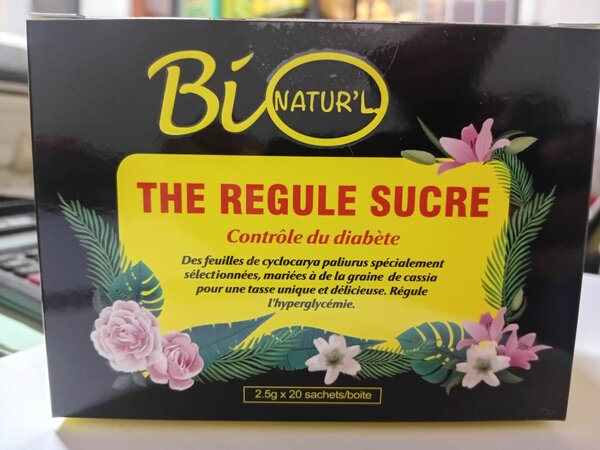 Bio NATUR'L
THE REGULE SUCRE
Contrôle du diabète
Des feuilles de cyclocarya paliurus spécialement
sélectionnées, mariées à de la graine de cassia
pour une tasse unique et délicieuse. Régule
l'hyperglycémie.
2.5g x 20 sachets/boite